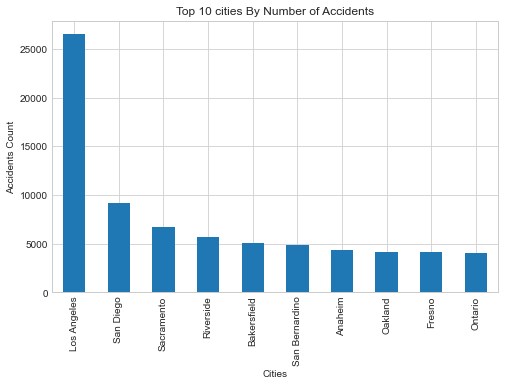 Top 10 cities By Number of Accidents
Accidents Count
25000
20000
15000
10000
5000
0
Los Angeles
San Diego
Sacramento
Riverside
Bakersfield
San Bernardino
Anaheim
Oakland
Fresno
Ontario
Cities